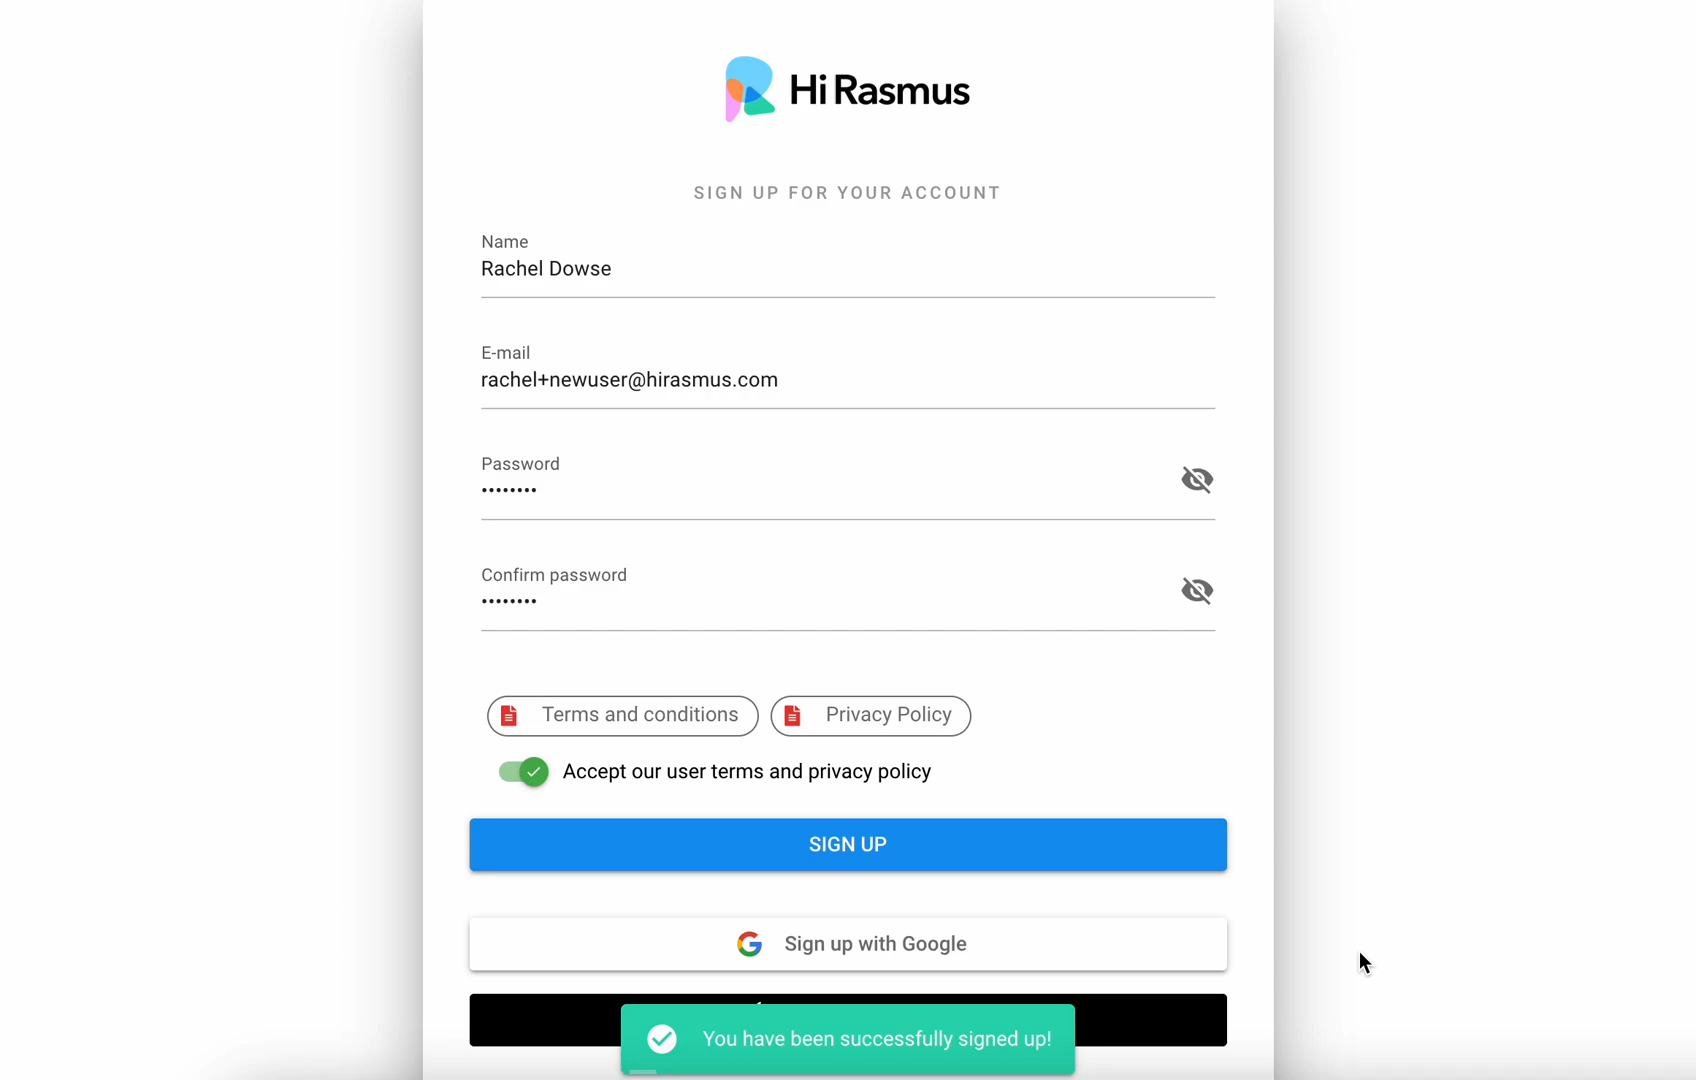 Hi Rasmus
SIGN UP FOR YOUR ACCOUNT
Name
Rachel Dowse
E-mail
rachel+newuser@hirasmus.com
Password
••••••••
Confirm password
••••••••
Terms and conditions Privacy Policy
Accept our user terms and privacy policy
SIGN UP
Sign up with Google
You have been successfully signed up!